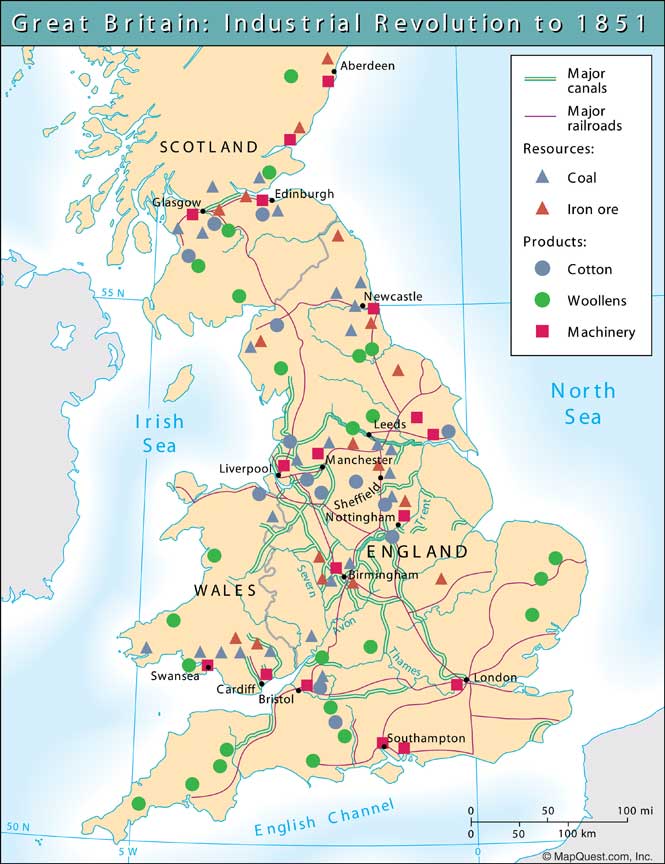 Great Britain: Industrial Revolution to 1851
Major
canals
Major
railroads
Resources:
Coal
Iron ore
Products:
Cotton
Woollens
Machinery
Aberdeen
SCOTLAND
Glasgow
Edinburgh
55 N
Newcastle
North
Sea
Irish
Sea
Leeds
Liverpool
Manchester
Sheffield
Nottingham
Trent
ENGLAND
WALES
Severn
Birmingham
Avon
Swansea
Cardiff
Bristol
Thames
London
Southampton
English Channel
50 N
5 W
0
0 50 100 mi
0 50 100 km
© MapQuest.com, Inc.